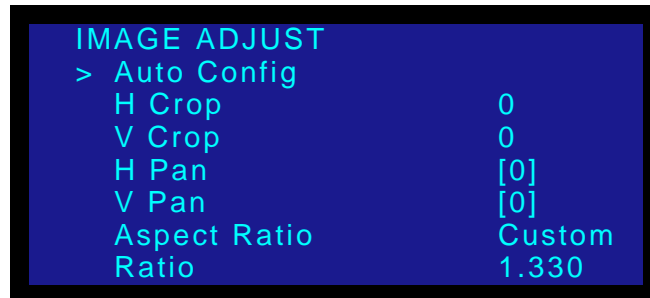 IMAGE ADJUST
> Auto Config
H Crop 0
V Crop 0
H Pan [0]
V Pan [0]
Aspect Ratio Custom
Ratio 1.330